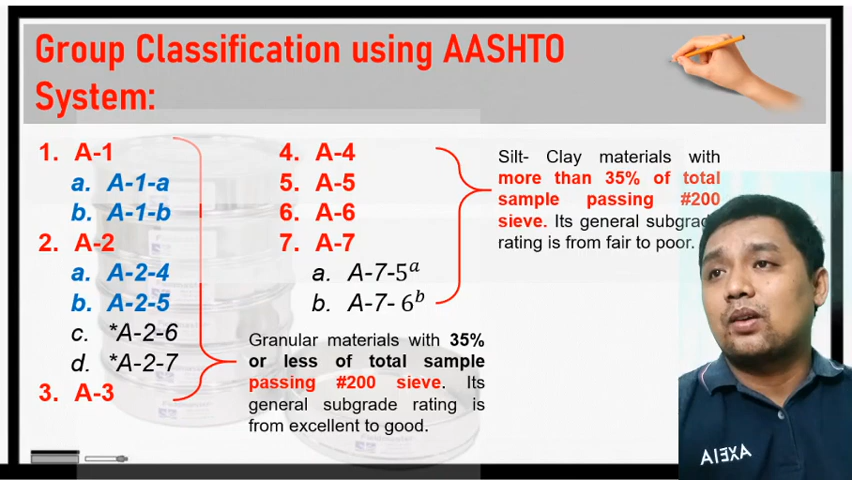 Group Classification using AASHTO
System:
1. A-1
a. A-1-a
b. A-1-b
2. A-2
a. A-2-4
b. A-2-5
c. *A-2-6
d. *A-2-7
3. A-3
4. A-4
5. A-5
6. A-6
7. A-7
a. A-7-5ᵃ
b. A-7- 6ᵇ
Granular materials with 35%
or less of total sample
passing #200 sieve. Its
general subgrade rating is
from excellent to good.
Silt- Clay materials with
more than 35% of total
sample passing #200
sieve. Its general subgrad
rating is from fair to poor.
AXEIA